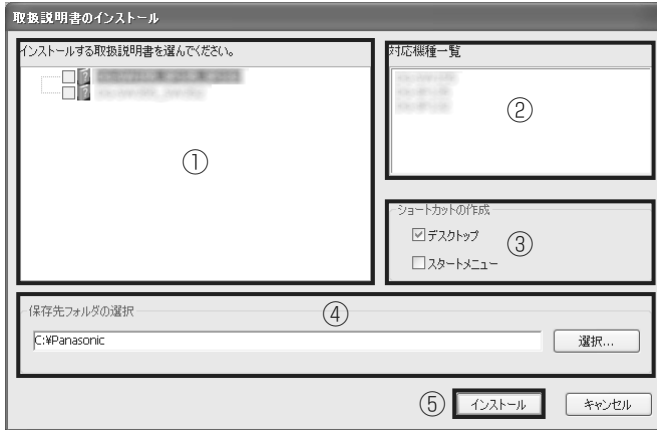 取扱説明書のインストール
インストールする取扱説明書を選んでください。
①
対応機種一覧
②
ショートカットの作成
デスクトップ
③
スタートメニュー
保存先フォルダの選択
④
C:¥Panasonic
選択...
⑤
インストール
キャンセル